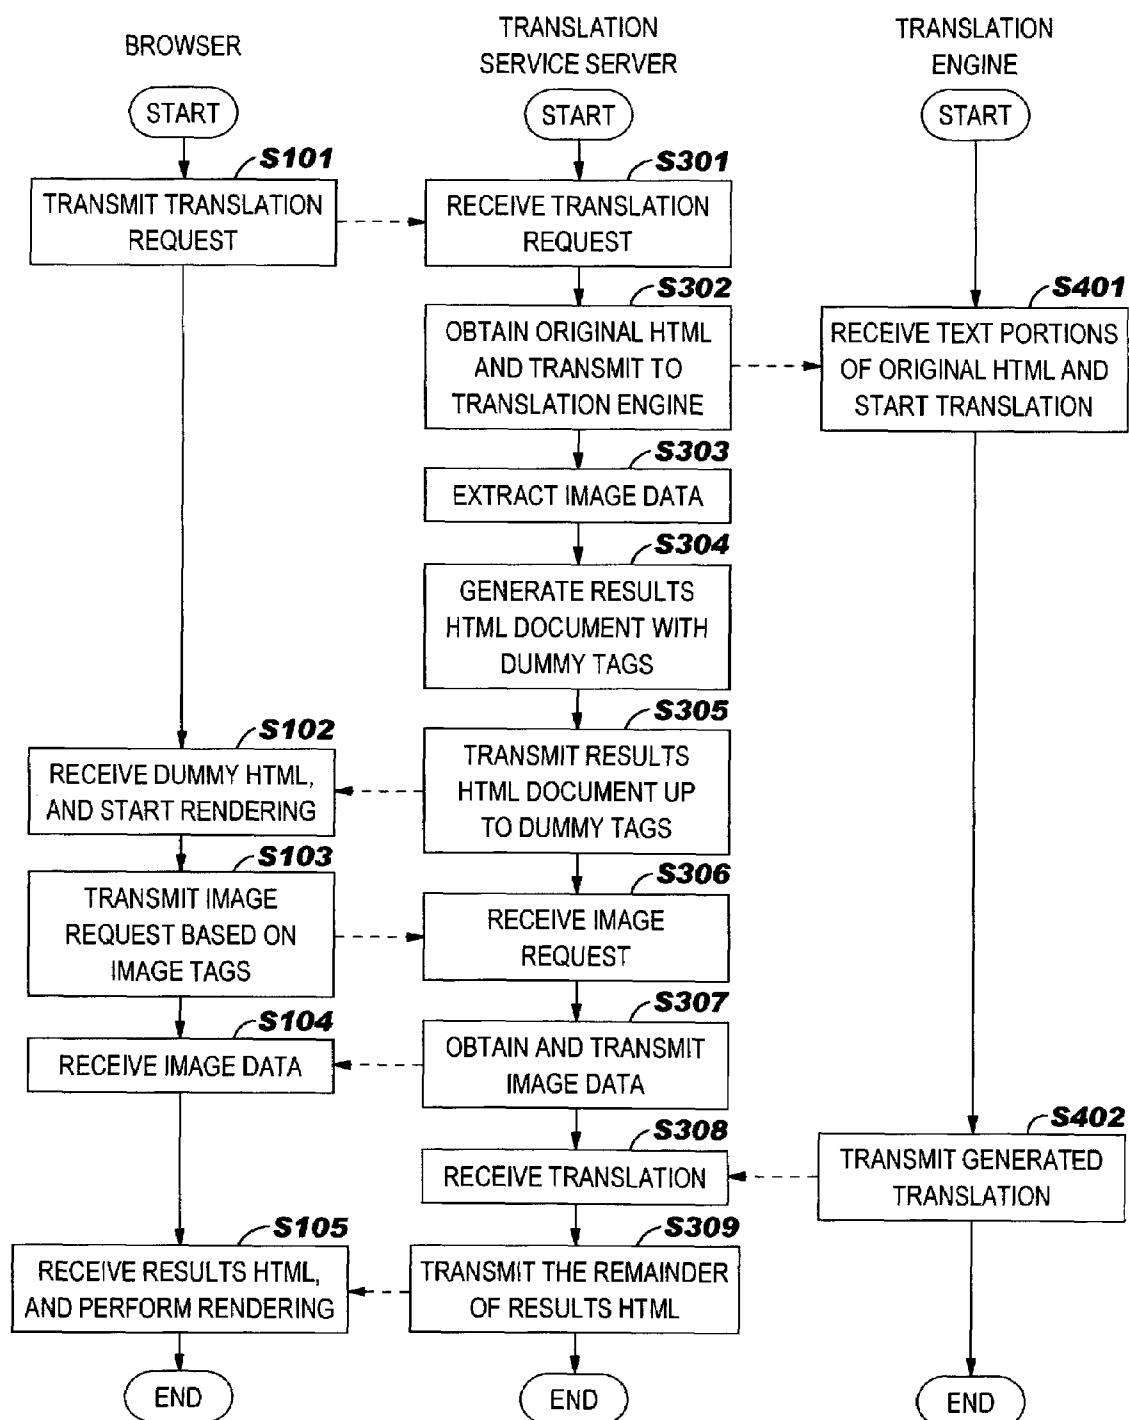 BROWSER
START
S101
TRANSMIT TRANSLATION
REQUEST
S102
RECEIVE DUMMY HTML,
AND START RENDERING
S103
TRANSMIT IMAGE
REQUEST BASED ON
IMAGE TAGS
S104
RECEIVE IMAGE DATA
S105
RECEIVE RESULTS HTML,
AND PERFORM RENDERING
END
TRANSLATION
SERVICE SERVER
START
S301
RECEIVE TRANSLATION
REQUEST
S302
OBTAIN ORIGINAL HTML
AND TRANSMIT TO
TRANSLATION ENGINE
S303
EXTRACT IMAGE DATA
S304
GENERATE RESULTS
HTML DOCUMENT WITH
DUMMY TAGS
S305
TRANSMIT RESULTS
HTML DOCUMENT UP
TO DUMMY TAGS
S306
RECEIVE IMAGE
REQUEST
S307
OBTAIN AND TRANSMIT
IMAGE DATA
S308
RECEIVE TRANSLATION
S309
TRANSMIT THE REMAINDER
OF RESULTS HTML
END
TRANSLATION
ENGINE
START
S401
RECEIVE TEXT PORTIONS
OF ORIGINAL HTML AND
START TRANSLATION
S402
TRANSMIT GENERATED
TRANSLATION
END